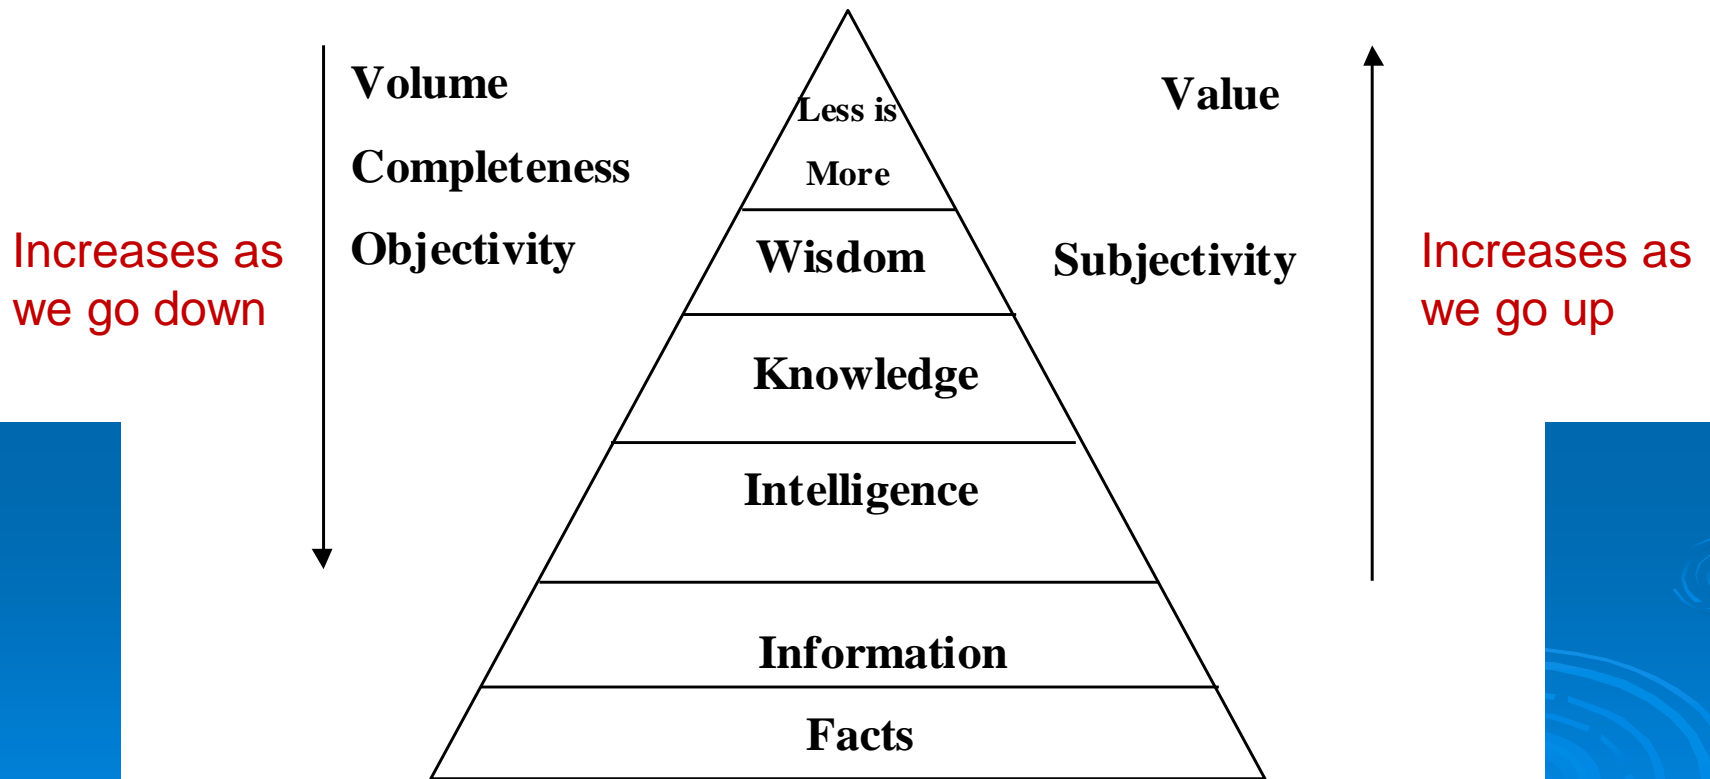 Volume
Completeness
Objectivity
Increases as
we go down
Less is
More
Wisdom
Knowledge
Intelligence
Information
Facts
Value
Subjectivity
Increases as
we go up